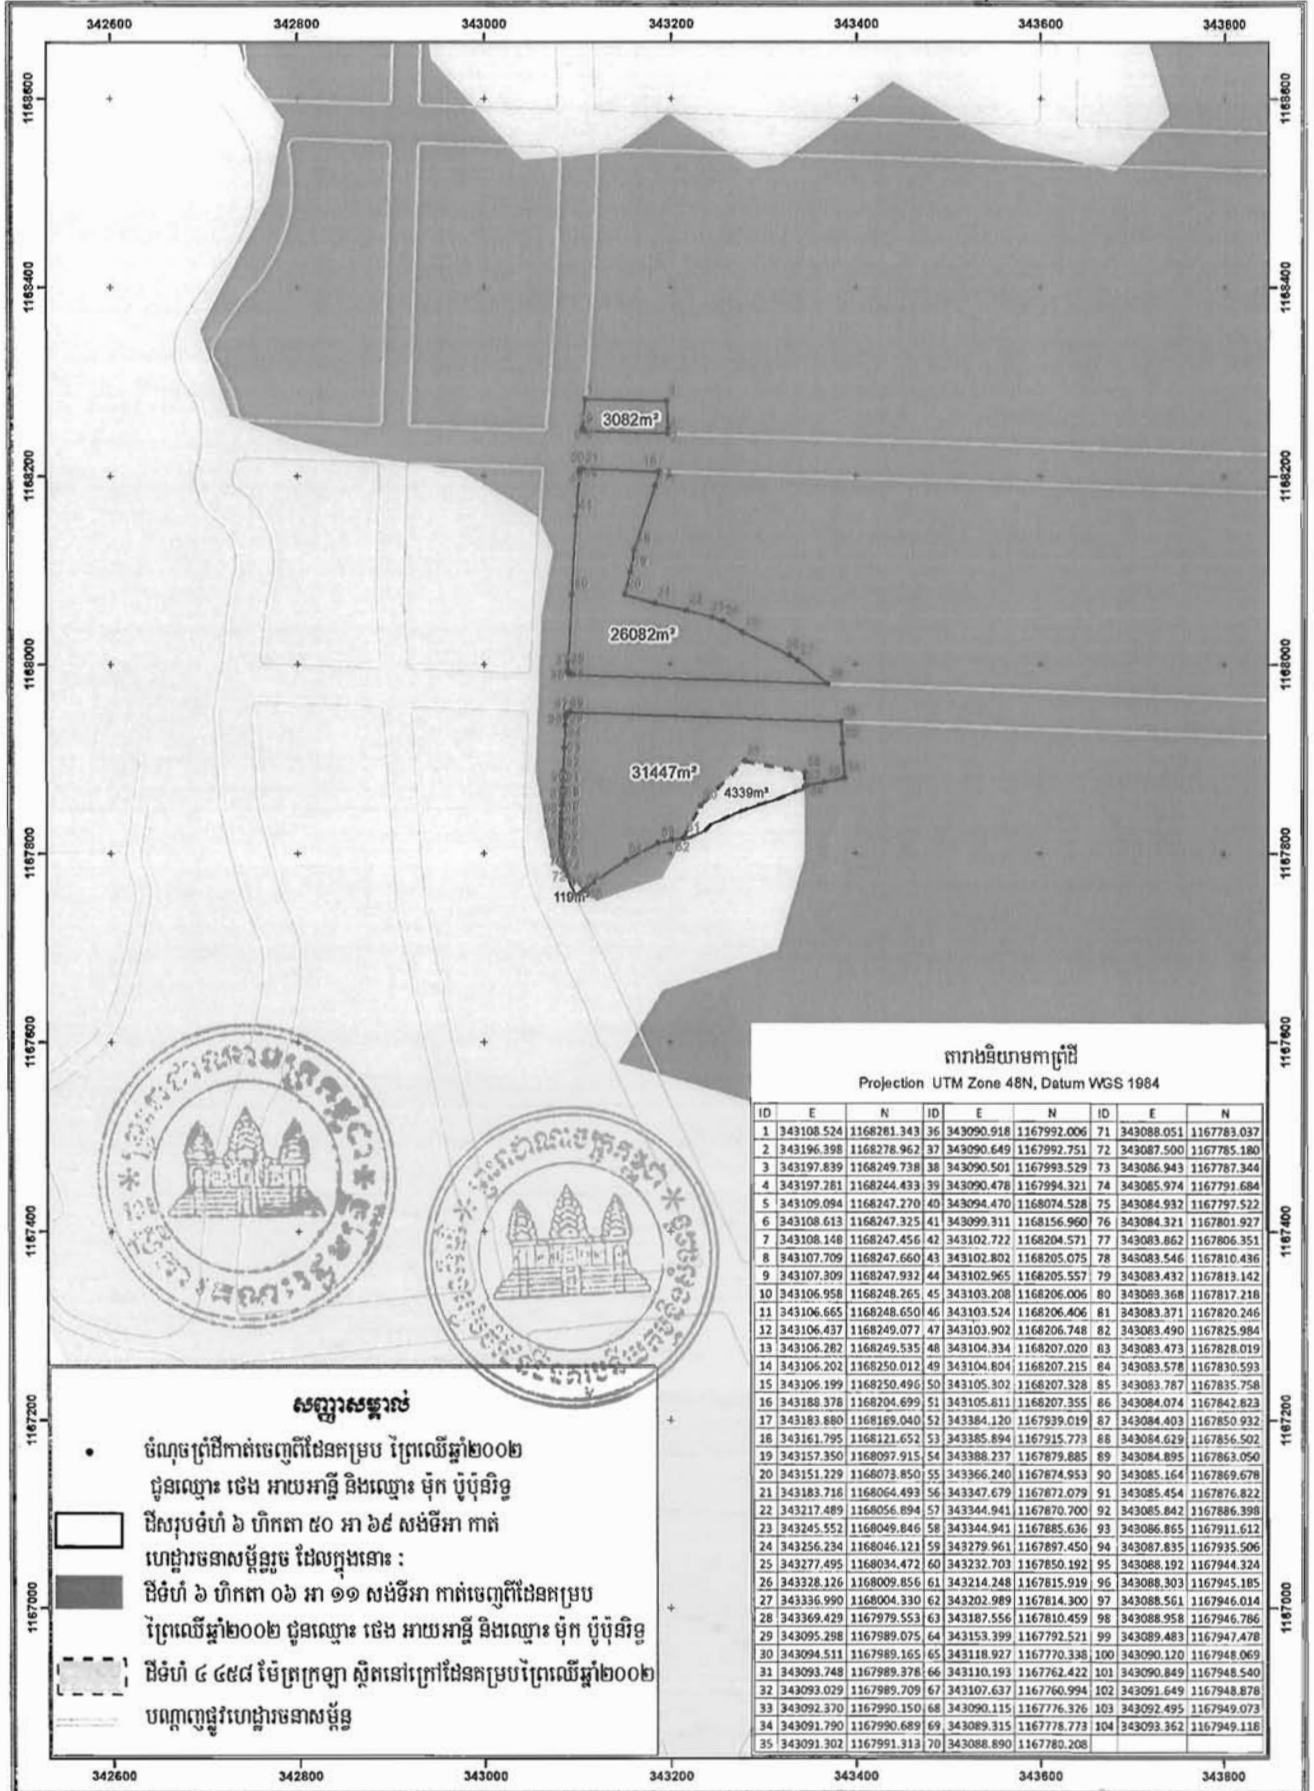 342600 342800 343000 343200 343400 343600 343800
1168600 1168600
1168400 1168400
1168200 1168200
1168000 1168000
1167800 1167800
1167600 1167600
1167400 1167400
1167200 1167200
1167000 1167000
3082m²
26082m²
31447m²
4339m²
119m²
តារាងនិយាមកាព្រំដី
Projection UTM Zone 48N, Datum WGS 1984
ID E N ID E N ID E N
1 343108.524 1168281.343 36 343090.918 1167992.006 71 343088.051 1167783.037
2 343196.398 1168278.962 37 343090.649 1167992.751 72 343087.500 1167785.180
3 343197.839 1168249.738 38 343090.501 1167993.529 73 343086.943 1167787.344
4 343197.281 1168244.433 39 343090.478 1167994.321 74 343085.974 1167791.684
5 343109.094 1168247.270 40 343094.470 1168074.528 75 343084.932 1167797.522
6 343108.613 1168247.325 41 343099.311 1168156.960 76 343084.321 1167801.927
7 343108.148 1168247.456 42 343102.722 1168204.571 77 343083.862 1167806.351
8 343107.709 1168247.660 43 343102.802 1168205.075 78 343083.546 1167810.436
9 343107.309 1168247.932 44 343102.965 1168205.557 79 343083.432 1167813.142
10 343106.958 1168248.265 45 343103.208 1168206.006 80 343083.368 1167817.218
11 343106.665 1168248.650 46 343103.524 1168206.406 81 343083.371 1167820.246
12 343106.437 1168249.077 47 343103.902 1168206.748 82 343083.490 1167825.984
13 343106.282 1168249.535 48 343104.334 1168207.020 83 343083.473 1167828.019
14 343106.202 1168250.012 49 343104.804 1168207.215 84 343083.578 1167830.593
15 343106.199 1168250.496 50 343105.302 1168207.328 85 343083.787 1167835.758
16 343188.378 1168204.699 51 343105.811 1168207.355 86 343084.074 1167842.823
17 343183.880 1168189.040 52 343384.120 1167939.019 87 343084.403 1167850.932
18 343161.795 1168121.652 53 343385.894 1167915.773 88 343084.629 1167856.502
19 343157.350 1168097.915 54 343388.237 1167879.885 89 343084.895 1167863.050
20 343151.229 1168073.850 55 343366.240 1167874.953 90 343085.164 1167869.678
21 343183.716 1168064.493 56 343347.679 1167872.079 91 343085.454 1167876.822
22 343217.489 1168056.894 57 343344.941 1167870.700 92 343085.842 1167886.398
23 343245.552 1168049.846 58 343344.941 1167885.636 93 343086.865 1167911.612
24 343256.234 1168046.121 59 343279.961 1167897.450 94 343087.835 1167935.506
25 343277.495 1168034.472 60 343232.703 1167850.192 95 343088.192 1167944.324
26 343328.126 1168009.856 61 343214.248 1167815.919 96 343088.303 1167945.185
27 343336.990 1168004.330 62 343202.989 1167814.300 97 343088.561 1167946.014
28 343369.429 1167979.553 63 343187.556 1167810.459 98 343088.958 1167946.786
29 343095.298 1167989.075 64 343153.399 1167792.521 99 343089.483 1167947.478
30 343094.511 1167989.165 65 343118.927 1167770.338 100 343090.120 1167948.069
31 343093.748 1167989.378 66 343110.193 1167762.422 101 343090.849 1167948.540
32 343093.029 1167989.709 67 343107.637 1167760.994 102 343091.649 1167948.878
33 343092.370 1167990.150 68 343090.115 1167776.326 103 343092.495 1167949.073
34 343091.790 1167990.689 69 343089.315 1167778.773 104 343093.362 1167949.118
35 343091.302 1167991.313 70 343088.890 1167780.208
សញ្ញាសម្គាល់
ចំណុចព្រំដីកាត់ចេញពីដែនគម្រប ព្រៃឈើឆ្នាំ២០០២
ជូនឈ្មោះ ថេង អាយអាន្នី និងឈ្មោះ ម៉ុក ប៉ូប៉ុនរិទ្ធ
ដីសរុបទំហំ ៦ ហិកតា ៥០ អា ៦៩ សង់ទីអា កាត់
ហេដ្ឋារចនាសម្ព័ន្ធរួច ដែលក្នុងនោះ :
ដីទំហំ ៦ ហិកតា ០៦ អា ១១ សង់ទីអា កាត់ចេញពីដែនគម្រប
ព្រៃឈើឆ្នាំ២០០២ ជូនឈ្មោះ ថេង អាយអាន្នី និងឈ្មោះ ម៉ុក ប៉ូប៉ុនរិទ្ធ
ដីទំហំ ៤ ៤៥៨ ម៉ែត្រក្រឡា ស្ថិតនៅក្រៅដែនគម្របព្រៃឈើឆ្នាំ២០០២
បណ្តាញផ្លូវហេដ្ឋារចនាសម្ព័ន្ធ
342600 342800 343000 343200 343400 343600 343800